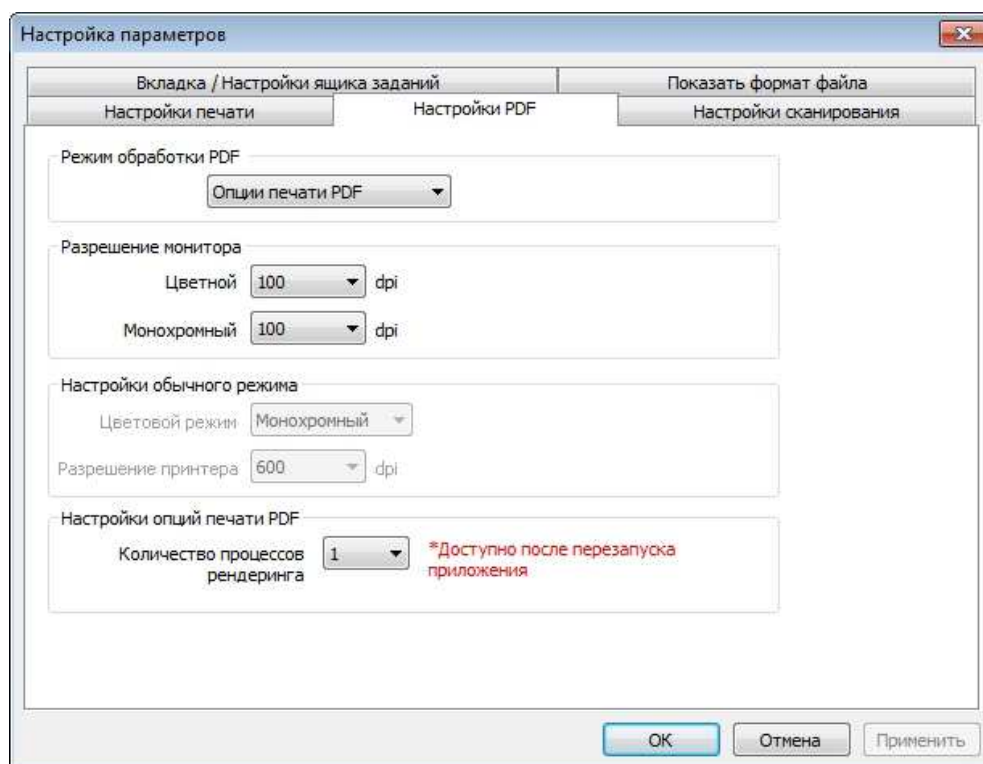 Настройка параметров
Вкладка / Настройки ящика заданий
Показать формат файла
Настройки печати
Настройки PDF
Настройки сканирования
Режим обработки PDF
Опции печати PDF
Разрешение монитора
Цветной 100 dpi
Монохромный 100 dpi
Настройки обычного режима
Цветовой режим Монохромный
Разрешение принтера 600 dpi
Настройки опций печати PDF
Количество процессов
рендеринга
1
*Доступно после перезапуска
приложения
OK Отмена Применить